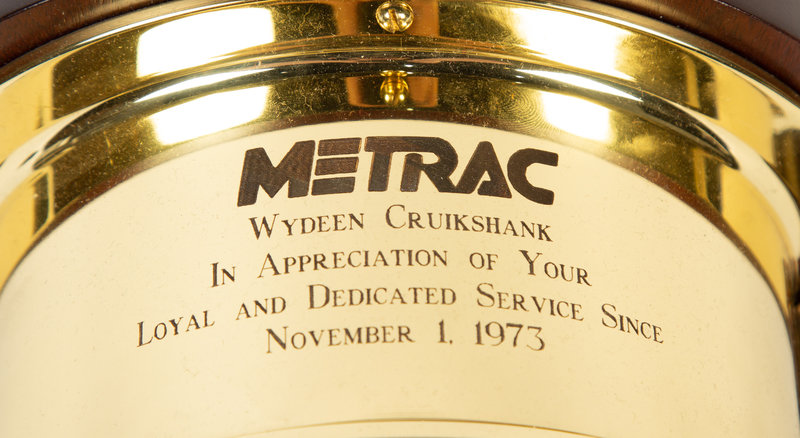 METRAC
WYDEEN CRUIKSHANK
IN APPRECIATION OF YOUR
LOYAL AND DEDICATED SERVICE SINCE
NOVEMBER 1, 1973